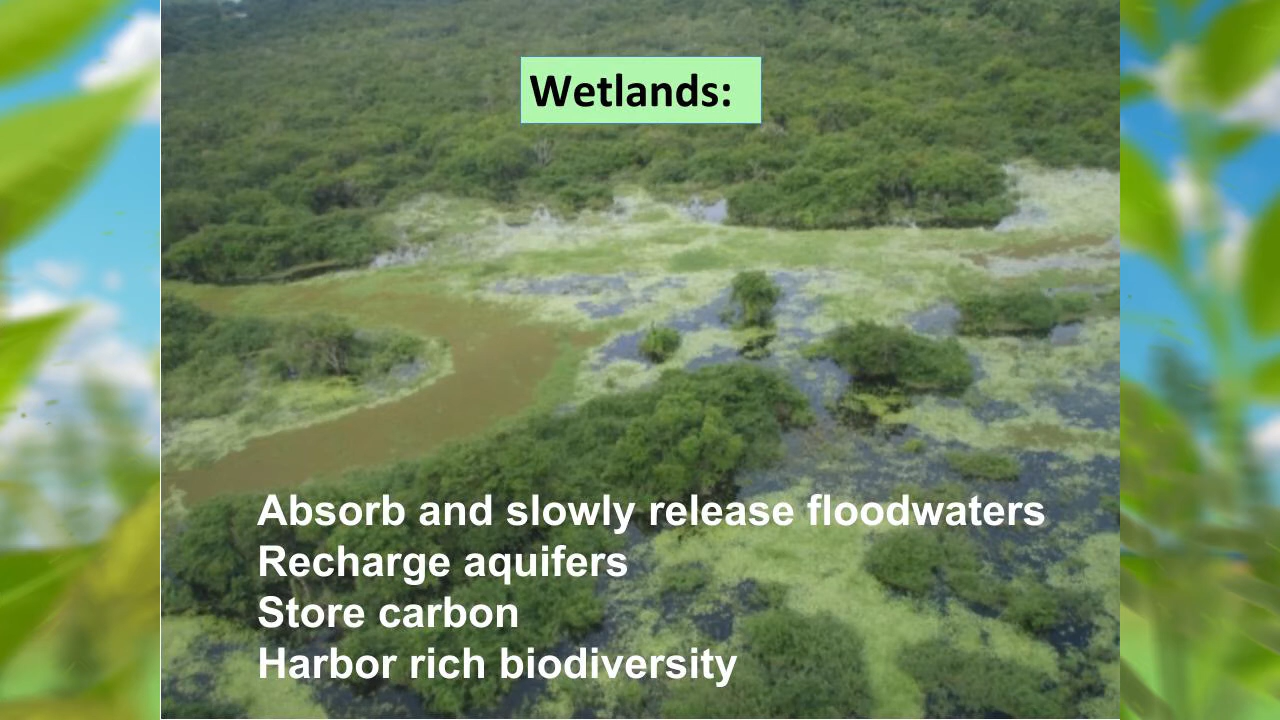 Wetlands:
Absorb and slowly release floodwaters
Recharge aquifers
Store carbon
Harbor rich biodiversity